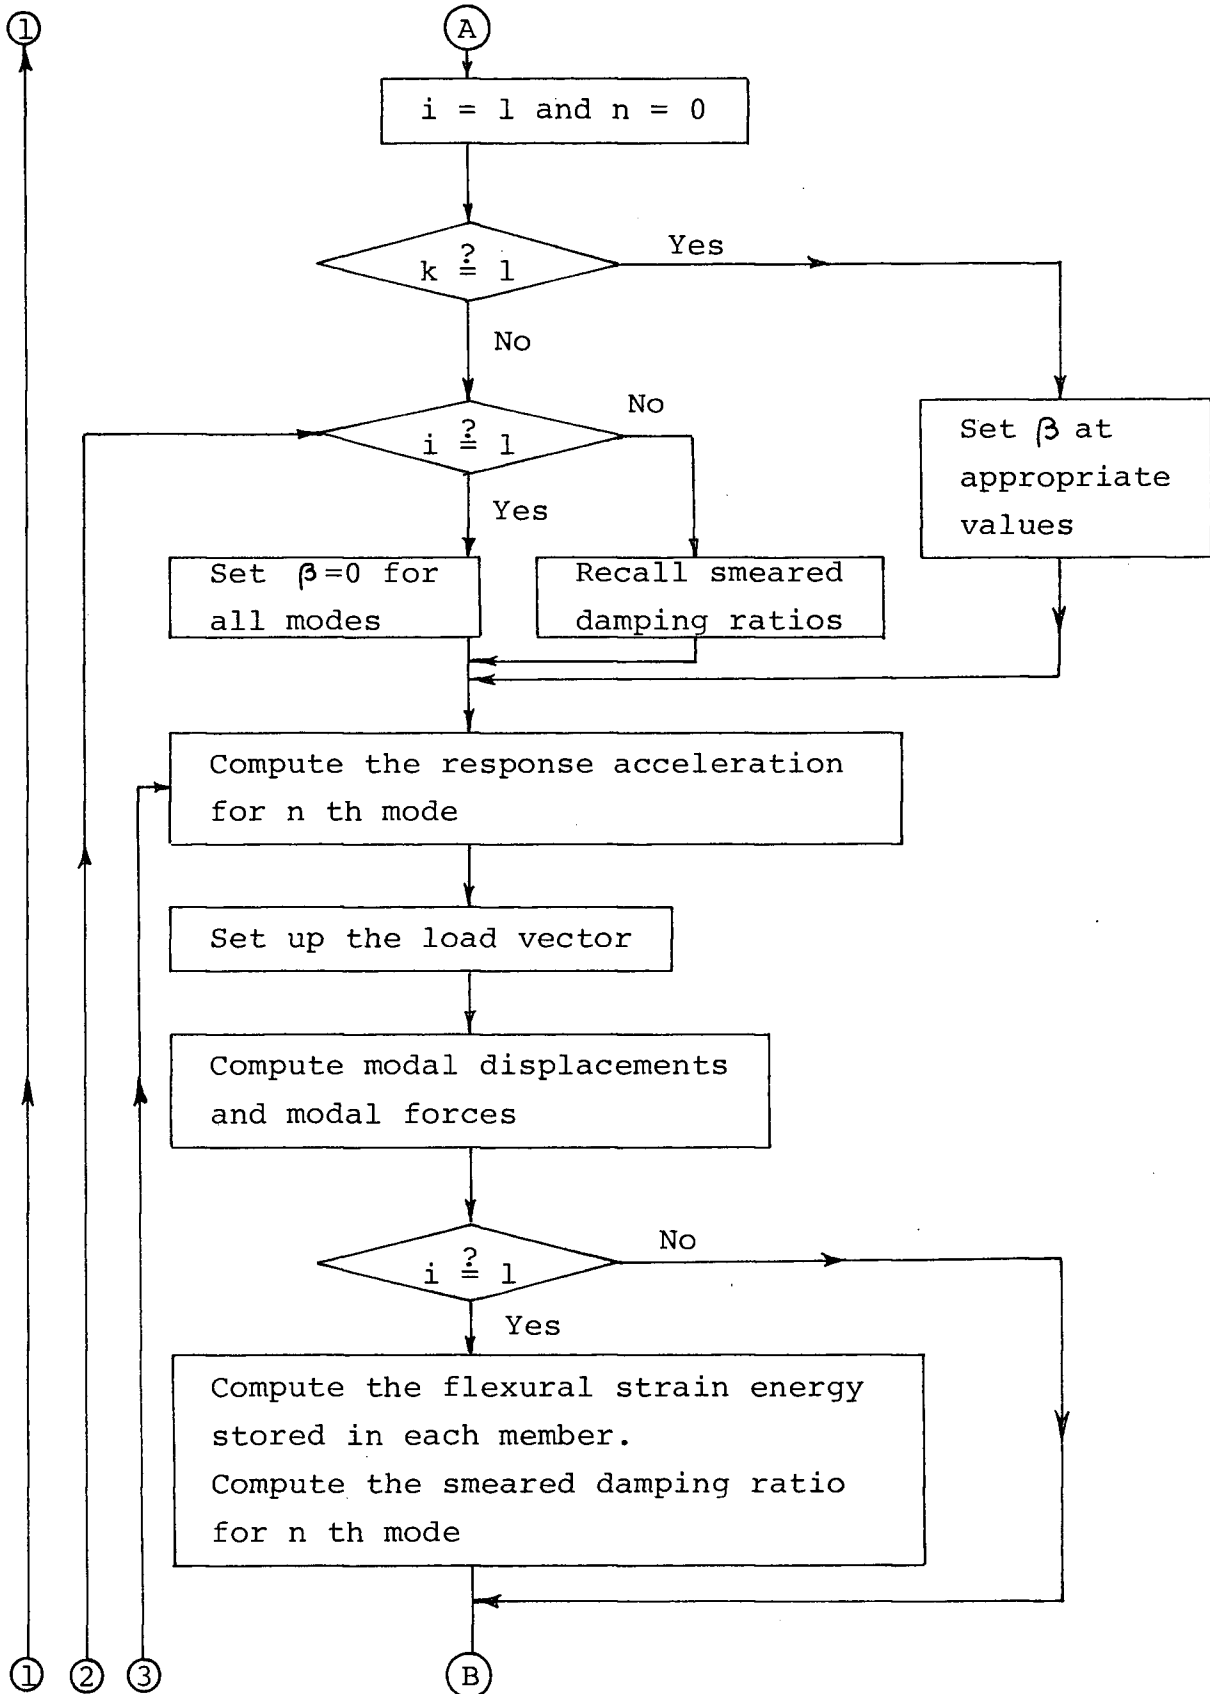 1
A
i = 1 and n = 0
k ≟ 1
Yes
No
i ≟ 1
No
Yes
Set β at
appropriate
values
Set β=0 for
all modes
Recall smeared
damping ratios
Compute the response acceleration
for n th mode
Set up the load vector
Compute modal displacements
and modal forces
i ≟ 1
No
Yes
Compute the flexural strain energy
stored in each member.
Compute the smeared damping ratio
for n th mode
1
2
3
B